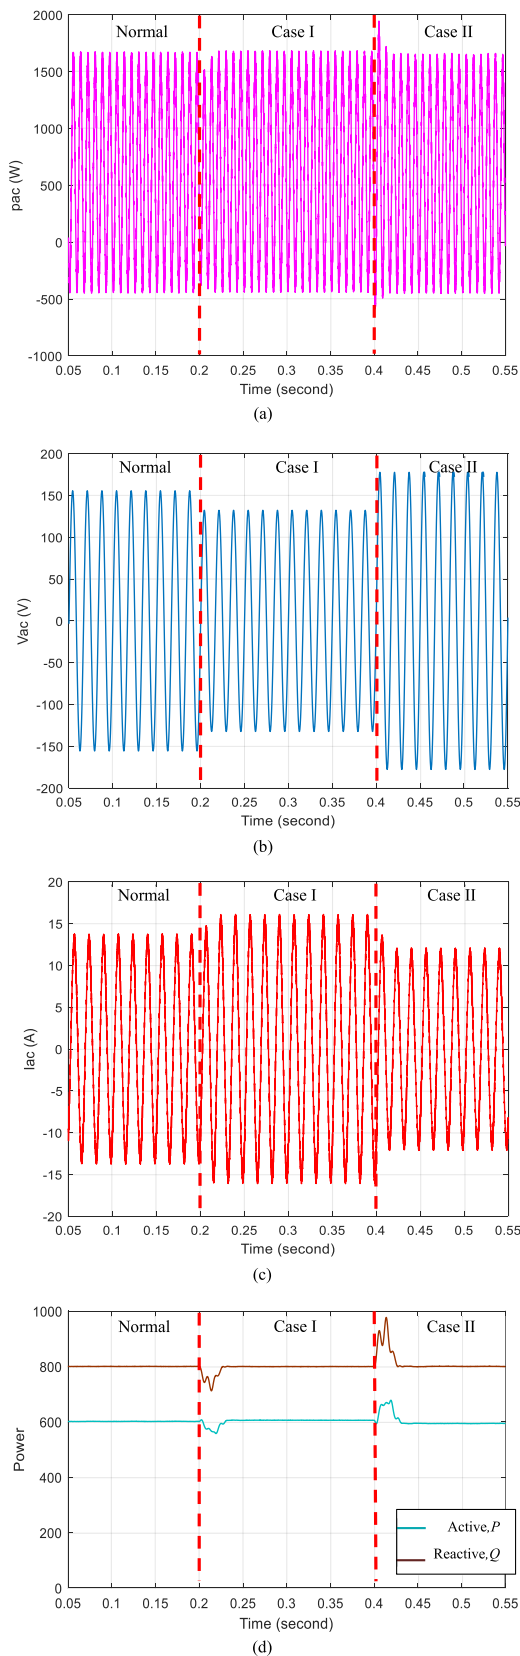 2000
Normal
Case I
Case II
1500
1000
500
0
-500
-1000
pac (W)
0.05 0.1 0.15 0.2 0.25 0.3 0.35 0.4 0.45 0.5 0.55
Time (second)
(a)
200
Normal
Case I
Case II
150
100
50
0
-50
-100
-150
-200
Vac (V)
0.05 0.1 0.15 0.2 0.25 0.3 0.35 0.4 0.45 0.5 0.55
Time (second)
(b)
20
Normal
Case I
Case II
15
10
5
0
-5
-10
-15
-20
Iac (A)
0.05 0.1 0.15 0.2 0.25 0.3 0.35 0.4 0.45 0.5 0.55
Time (second)
(c)
1000
Normal
Case I
Case II
800
600
400
200
0
Power
Active,P
Reactive,Q
0.05 0.1 0.15 0.2 0.25 0.3 0.35 0.4 0.45 0.5 0.55
Time (second)
(d)